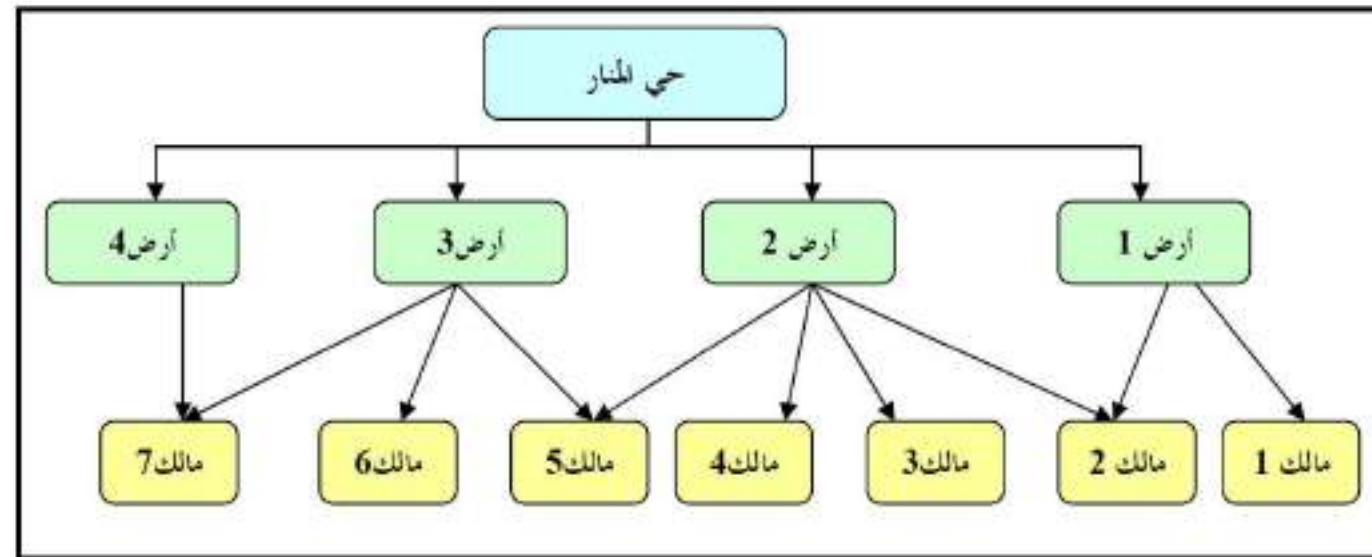 حي المنار
أرض 1
أرض 2
أرض3
أرض4
مالك 1
مالك 2
مالك3
مالك4
مالك5
مالك6
مالك7